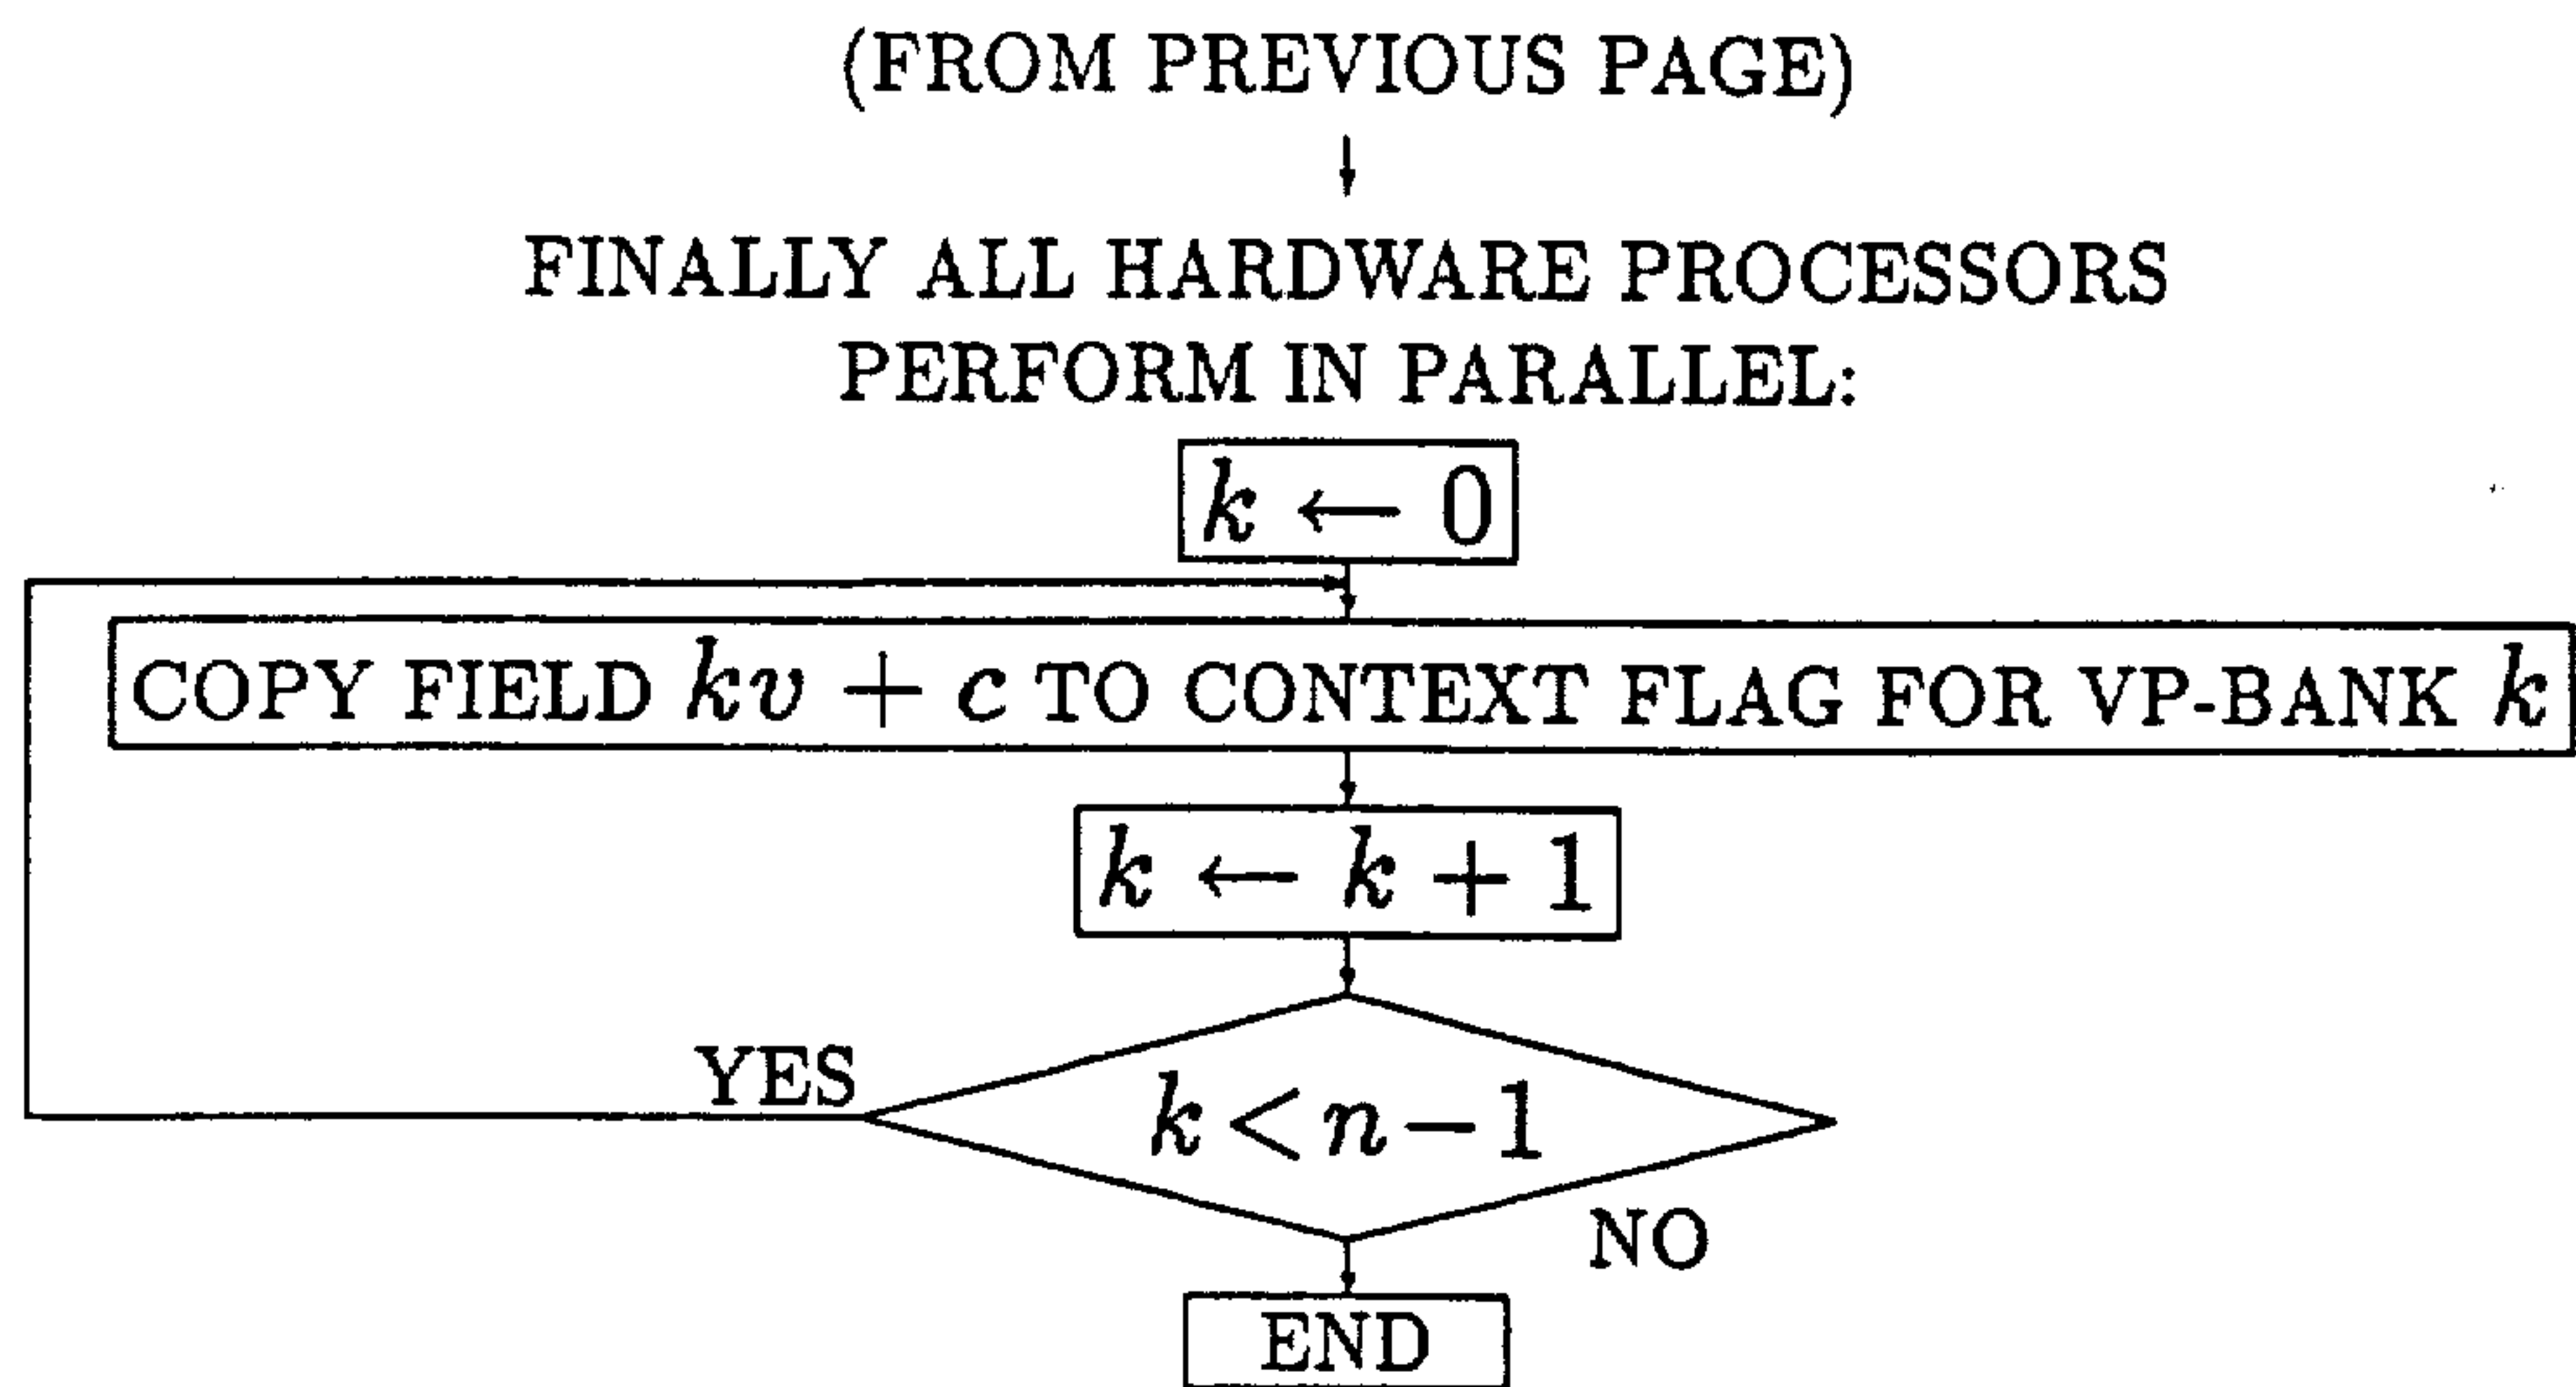 (FROM PREVIOUS PAGE)
FINALLY ALL HARDWARE PROCESSORS
PERFORM IN PARALLEL:
k ← 0
COPY FIELD kv + c TO CONTEXT FLAG FOR VP-BANK k
k ← k + 1
YES
k < n − 1
NO
END